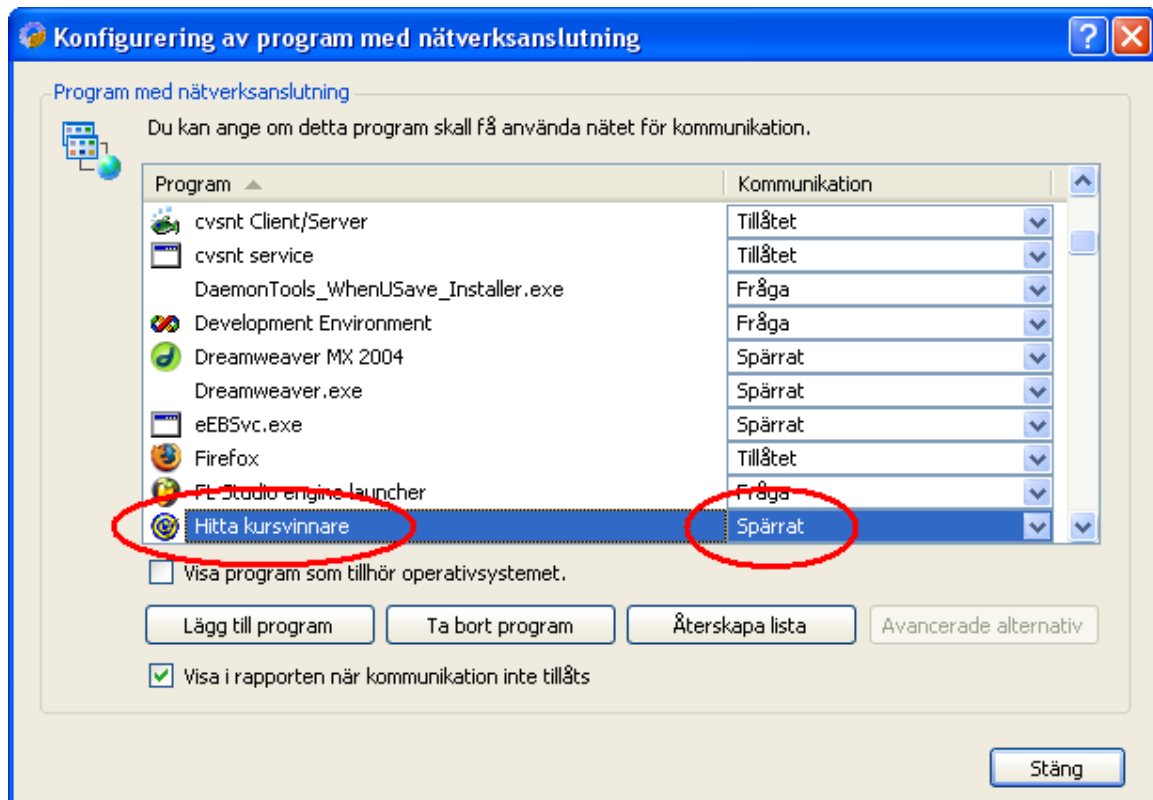 Konfigurering av program med nätverksanslutning
Program med nätverksanslutning
Du kan ange om detta program skall få använda nätet för kommunikation.
Program Kommunikation
cvsnt Client/Server Tillåtet
cvsnt service Tillåtet
DaemonTools_WhenUSave_Installer.exe Fråga
Development Environment Fråga
Dreamweaver MX 2004 Spärrat
Dreamweaver.exe Spärrat
eEBSvc.exe Spärrat
Firefox Tillåtet
FL Studio engine launcher Fråga
Hitta kursvinnare Spärrat
Visa program som tillhör operativsystemet.
Lägg till program Ta bort program Återskapa lista Avancerade alternativ
Visa i rapporten när kommunikation inte tillåts
Stäng